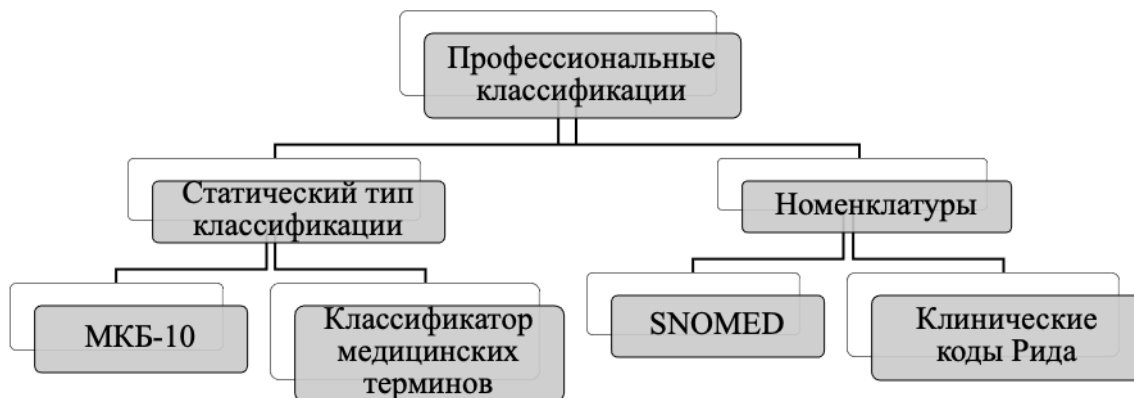 Профессиональные
классификации
Статический тип
классификации
Номенклатуры
МКБ-10
Классификатор
медицинских
терминов
SNOMED
Клинические
коды Рида